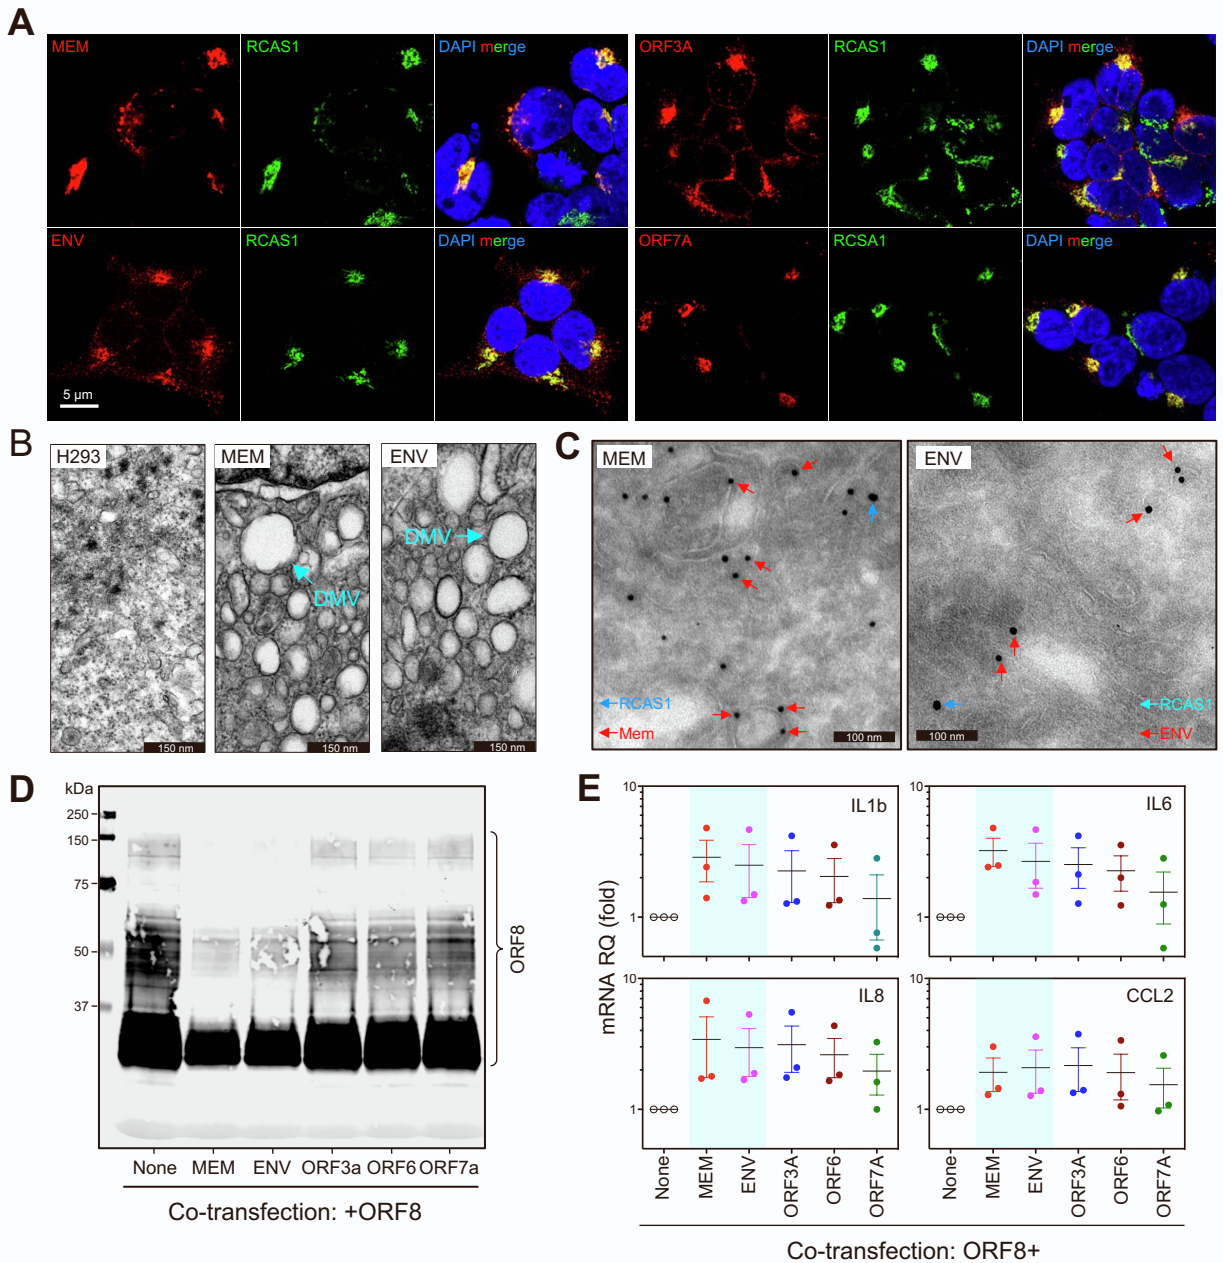 A
MEM
RCAS1
DAPI merge
ORF3A
RCAS1
DAPI merge
ENV
RCAS1
DAPI merge
ORF7A
RCSA1
DAPI merge
5 µm
B
H293
MEM
ENV
DMV
DMV
150 nm
150 nm
150 nm
C
MEM
ENV
RCAS1
Mem
100 nm
100 nm
RCAS1
ENV
D
kDa
250
150
75
50
37
ORF8
None
MEM
ENV
ORF3a
ORF6
ORF7a
Co-transfection: +ORF8
E
mRNA RQ (fold)
10
1
IL1b
10
1
IL6
10
1
IL8
10
1
CCL2
None
MEM
ENV
ORF3A
ORF6
ORF7A
None
MEM
ENV
ORF3A
ORF6
ORF7A
Co-transfection: ORF8+